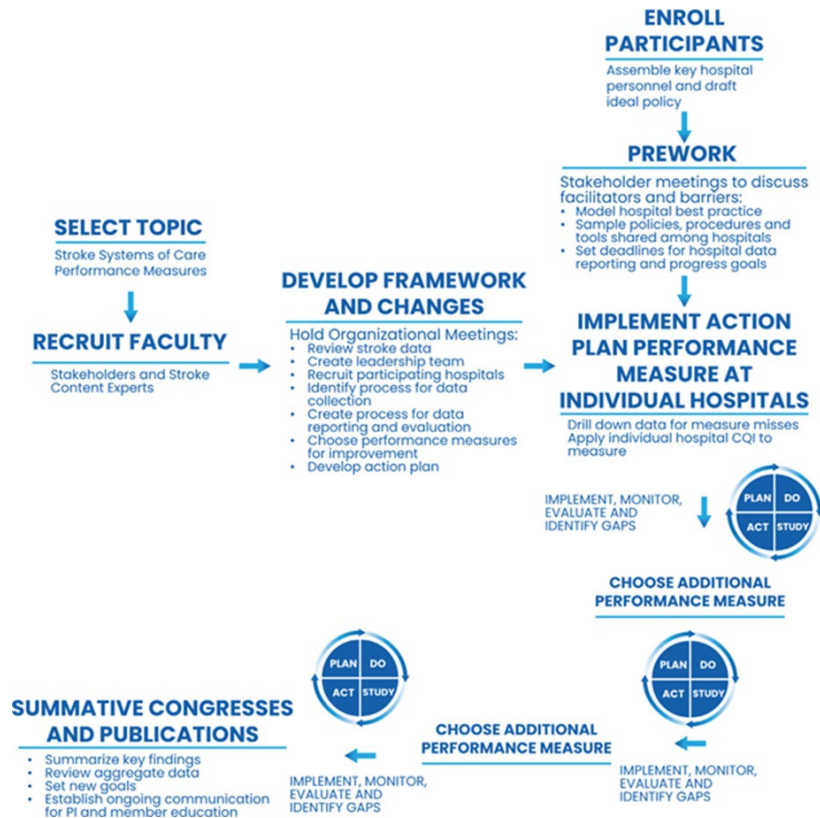 SELECT TOPIC
Stroke Systems of Care
Performance Measures
RECRUIT FACULTY
Stakeholders and Stroke
Content Experts
DEVELOP FRAMEWORK
AND CHANGES
Hold Organizational Meetings:
• Review stroke data
• Create leadership team
• Recruit participating hospitals
• Identify process for data
collection
• Create process for data
reporting and evaluation
• Choose performance measures
for improvement
• Develop action plan
ENROLL
PARTICIPANTS
Assemble key hospital
personnel and draft
ideal policy
PREWORK
Stakeholder meetings to discuss
facilitators and barriers:
• Model hospital best practice
• Sample policies, procedures and
tools shared among hospitals
• Set deadlines for hospital data
reporting and progress goals
IMPLEMENT ACTION
PLAN PERFORMANCE
MEASURE AT
INDIVIDUAL HOSPITALS
Drill down data for measure misses
Apply individual hospital CQI to
measure
IMPLEMENT, MONITOR,
EVALUATE AND
IDENTIFY GAPS
PLAN DO
ACT STUDY
CHOOSE ADDITIONAL
PERFORMANCE MEASURE
PLAN DO
ACT STUDY
IMPLEMENT, MONITOR,
EVALUATE AND
IDENTIFY GAPS
CHOOSE ADDITIONAL
PERFORMANCE MEASURE
PLAN DO
ACT STUDY
IMPLEMENT, MONITOR,
EVALUATE AND
IDENTIFY GAPS
SUMMATIVE CONGRESSES
AND PUBLICATIONS
• Summarize key findings
• Review aggregate data
• Set new goals
• Establish ongoing communication
for PI and member education